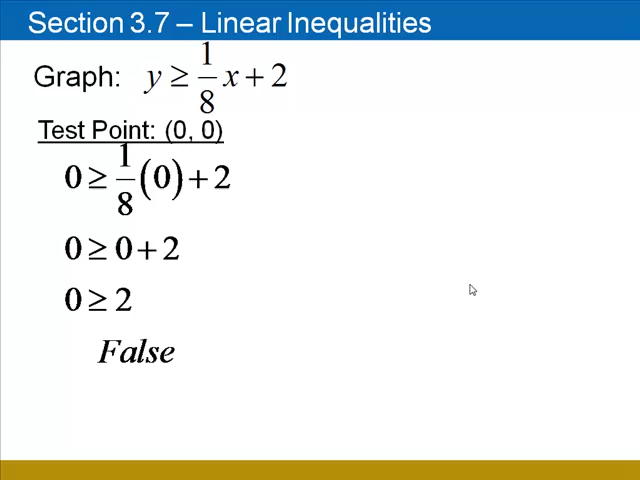 Section 3.7 – Linear Inequalities
Graph: y ≥ 1/8 x + 2
Test Point: (0, 0)
0 ≥ 1/8 (0) + 2
0 ≥ 0 + 2
0 ≥ 2
False